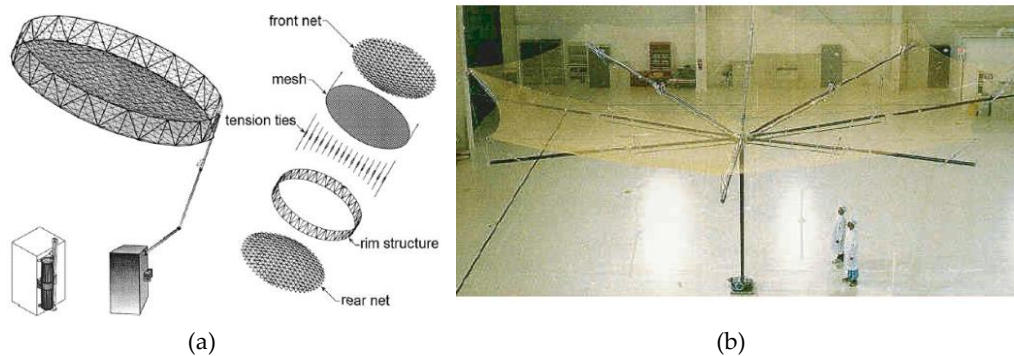 front net
mesh
tension ties
rim structure
rear net
(a)
(b)